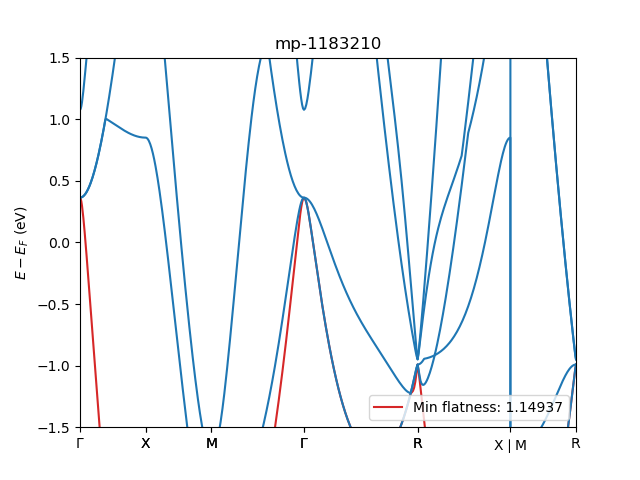 mp-1183210
1.5
1.0
0.5
0.0
−0.5
−1.0
−1.5
E − E_F (eV)
Min flatness: 1.14937
Γ X M Γ R X | M R